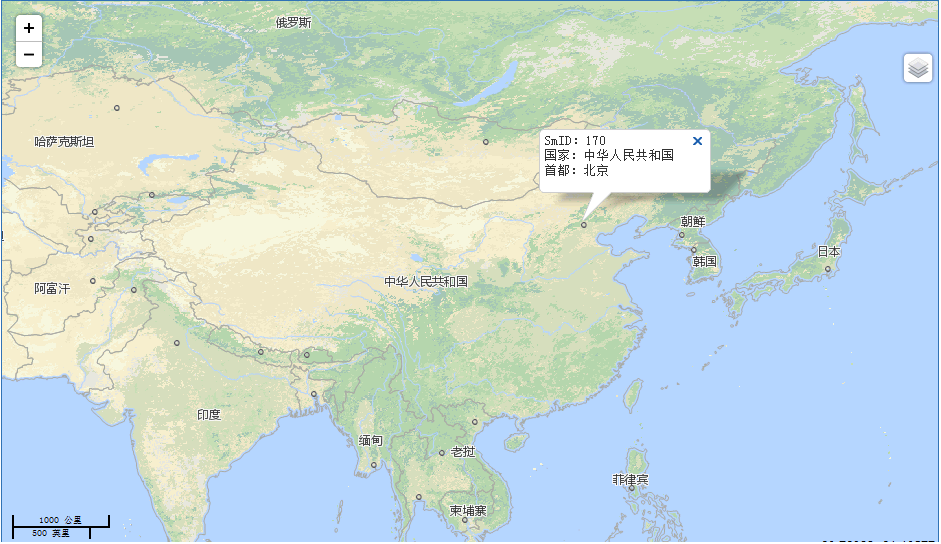 +
俄罗斯
−
哈萨克斯坦
SmID: 170
国家: 中华人民共和国
首都: 北京
朝鲜
日本
韩国
中华人民共和国
阿富汗
印度
缅甸
老挝
菲律宾
柬埔寨
1000 公里
500 英里